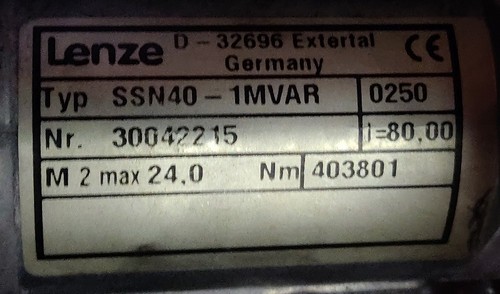 Lenze D - 32696 Extertal CE
Germany
Typ SSN40 - 1MVAR 0250
Nr. 30042215 i=80,00
M 2 max 24,0 Nm 403801